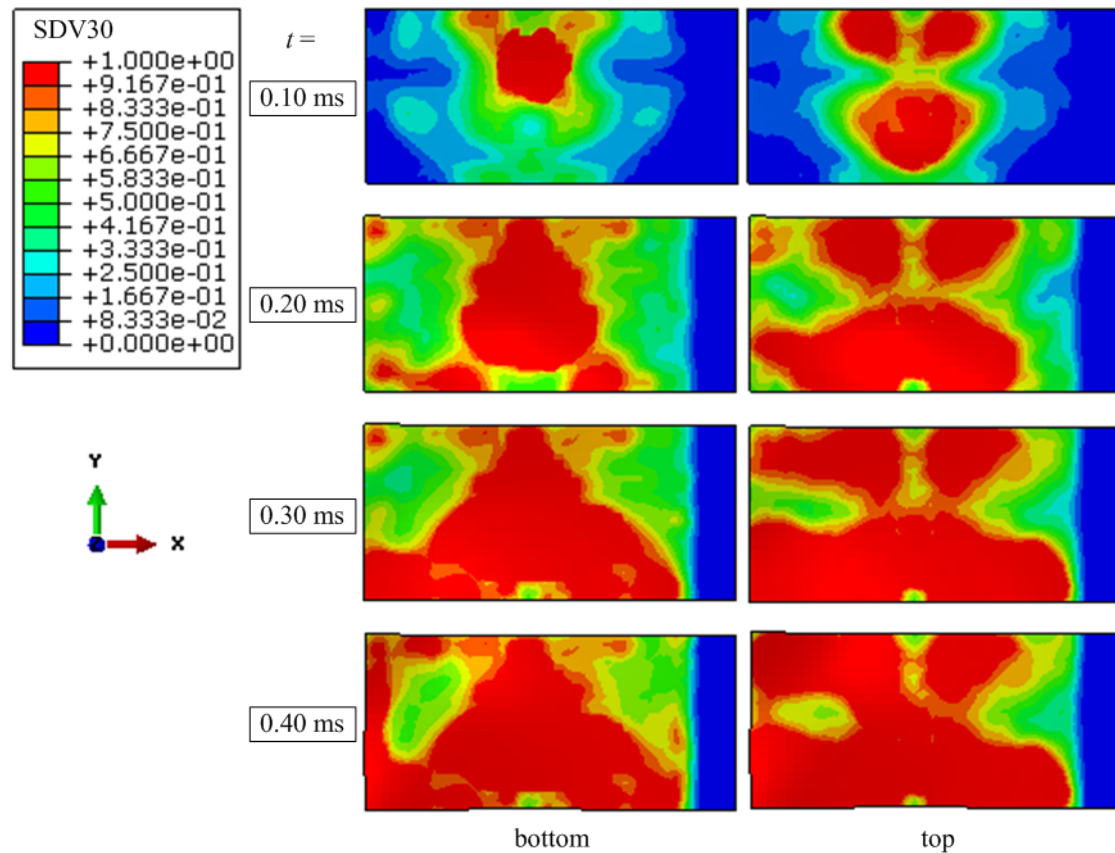 SDV30
+1.000e+00
+9.167e-01
+8.333e-01
+7.500e-01
+6.667e-01
+5.833e-01
+5.000e-01
+4.167e-01
+3.333e-01
+2.500e-01
+1.667e-01
+8.333e-02
+0.000e+00
t =
0.10 ms
0.20 ms
0.30 ms
0.40 ms
Y
Z
X
bottom
top